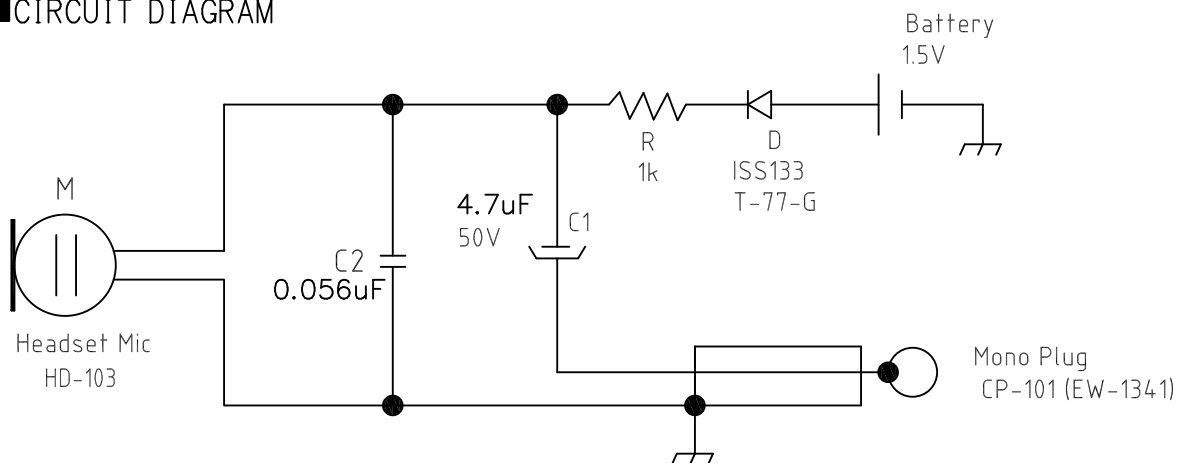 CIRCUIT DIAGRAM
Battery
1.5V
R
1k
D
ISS133
T-77-G
M
4.7uF
50V
C1
C2
0.056uF
Headset Mic
HD-103
Mono Plug
CP-101 (EW-1341)